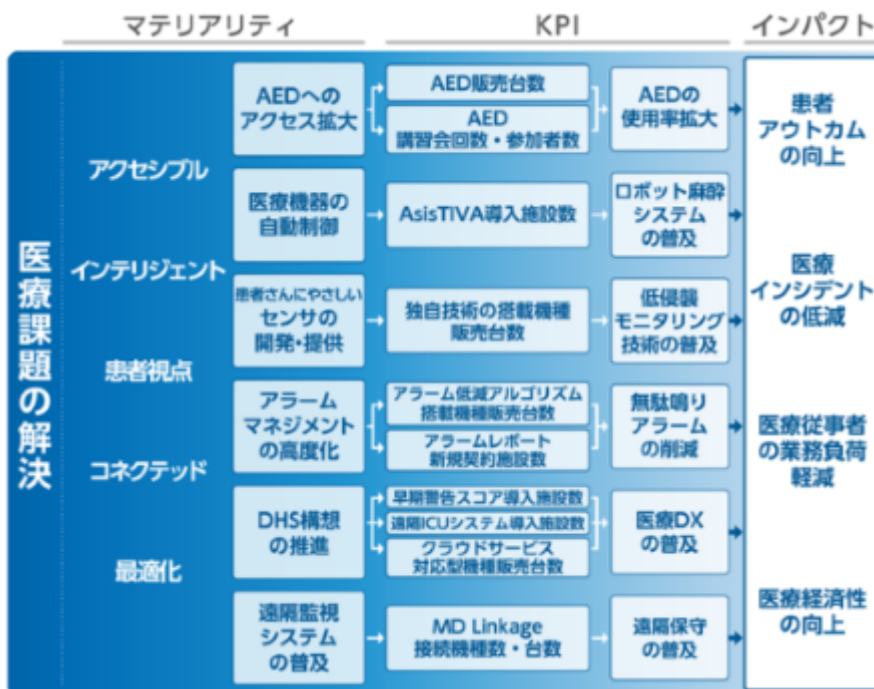 マテリアリティ
KPI
インパクト
医療課題の解決
アクセシブル
インテリジェント
患者視点
コネクテッド
最適化
AEDへの
アクセス拡大
AED販売台数
AED
講習会回数・参加者数
AEDの
使用率拡大
医療機器の
自動制御
AsisTIVA導入施設数
ロボット麻酔
システム
の普及
患者さんにやさしい
センサの
開発・提供
独自技術の搭載機種
販売台数
低侵襲
モニタリング
技術の普及
アラーム
マネジメント
の高度化
アラーム低減アルゴリズム
搭載機種販売台数
アラームレポート
新規契約施設数
無駄鳴り
アラーム
の削減
DHS構想
の推進
早期警告スコア導入施設数
遠隔ICUシステム導入施設数
クラウドサービス
対応型機種販売台数
医療DX
の普及
遠隔監視
システム
の普及
MD Linkage
接続機種数・台数
遠隔保守
の普及
患者
アウトカム
の向上
医療
インシデント
の低減
医療従事者
の業務負荷
軽減
医療経済性
の向上